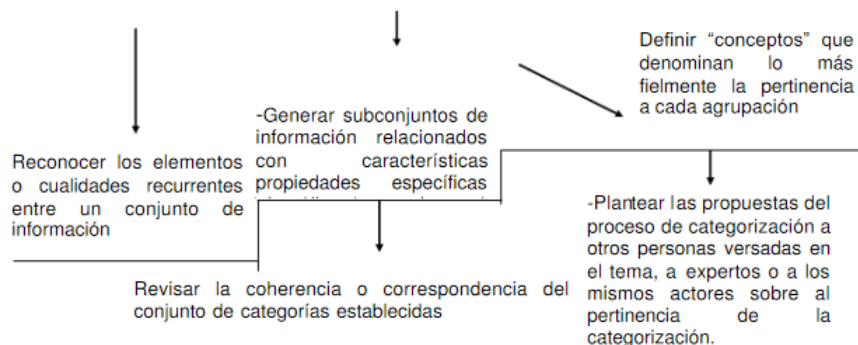 Reconocer los elementos
o cualidades recurrentes
entre un conjunto de
información
-Generar subconjuntos de
información relacionados
con características
propiedades específicas
Definir “conceptos” que
denominan lo más
fielmente la pertinencia
a cada agrupación
Revisar la coherencia o correspondencia del
conjunto de categorías establecidas
-Plantear las propuestas del
proceso de categorización a
otros personas versadas en
el tema, a expertos o a los
mismos actores sobre al
pertinencia de la
categorización.